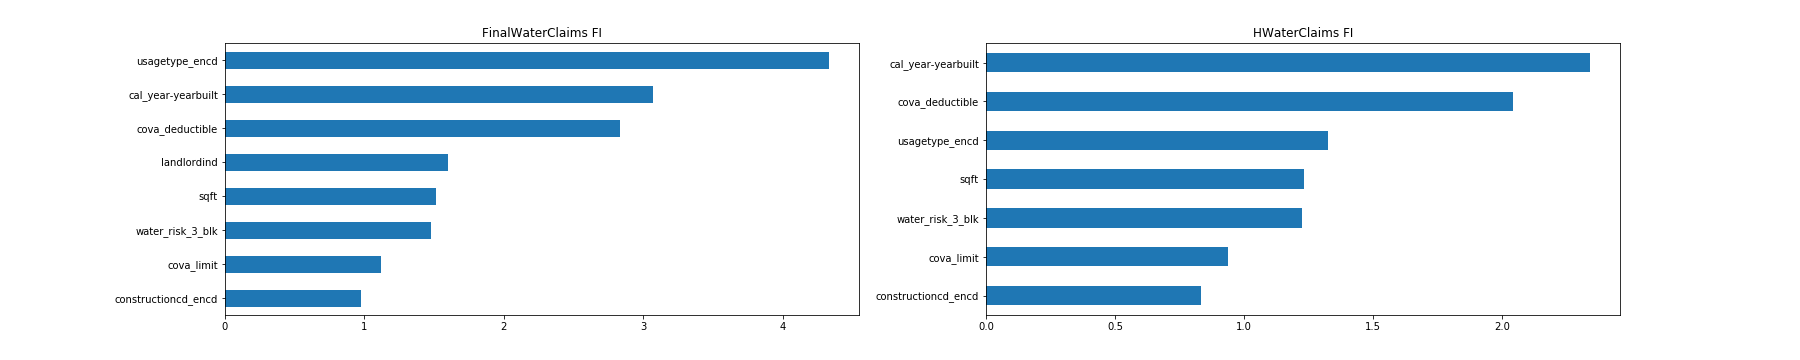 FinalWaterClaims FI
usagetype_encd
cal_year-yearbuilt
cova_deductible
landlordind
sqft
water_risk_3_blk
cova_limit
constructioncd_encd
0 1 2 3 4
HWaterClaims FI
cal_year-yearbuilt
cova_deductible
usagetype_encd
sqft
water_risk_3_blk
cova_limit
constructioncd_encd
0.0 0.5 1.0 1.5 2.0